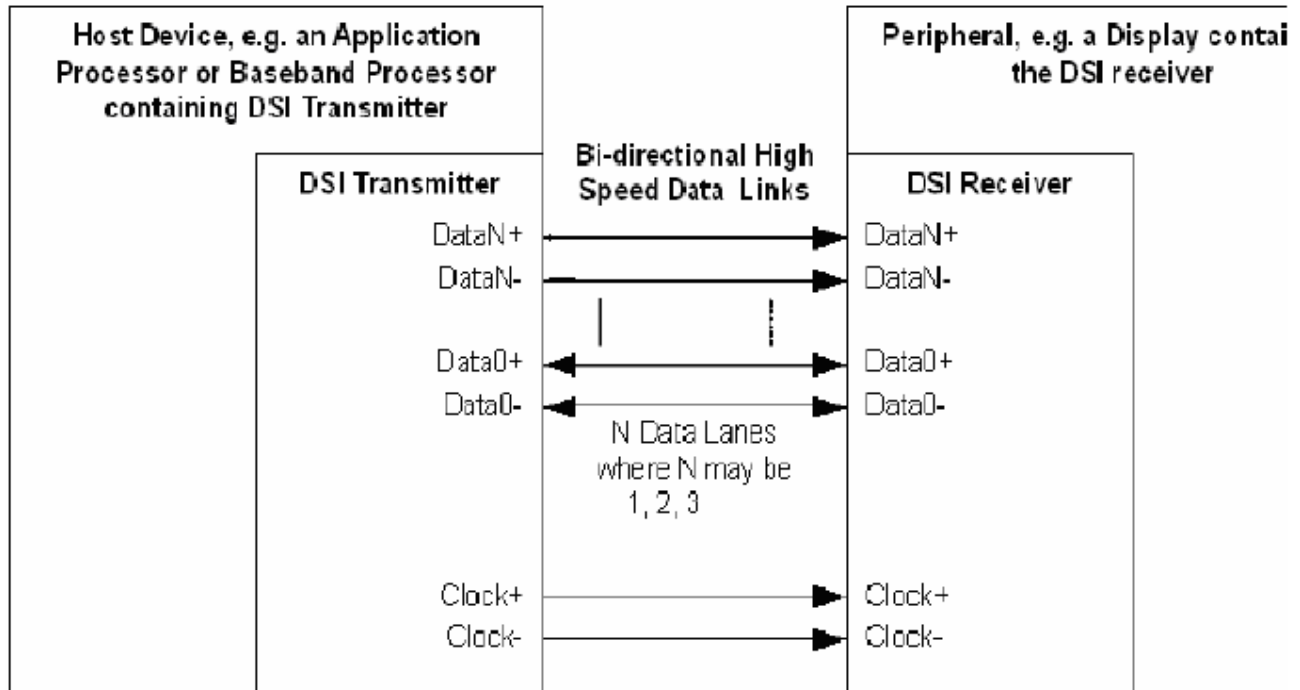 Host Device, e.g. an Application
Processor or Baseband Processor
containing DSI Transmitter
Peripheral, e.g. a Display contai
the DSI receiver
Bi-directional High
Speed Data Links
DSI Transmitter
DSI Receiver
DataN+
DataN+
DataN-
DataN-
Data0+
Data0+
Data0-
Data0-
N Data Lanes
where N may be
1, 2, 3
Clock+
Clock+
Clock-
Clock-